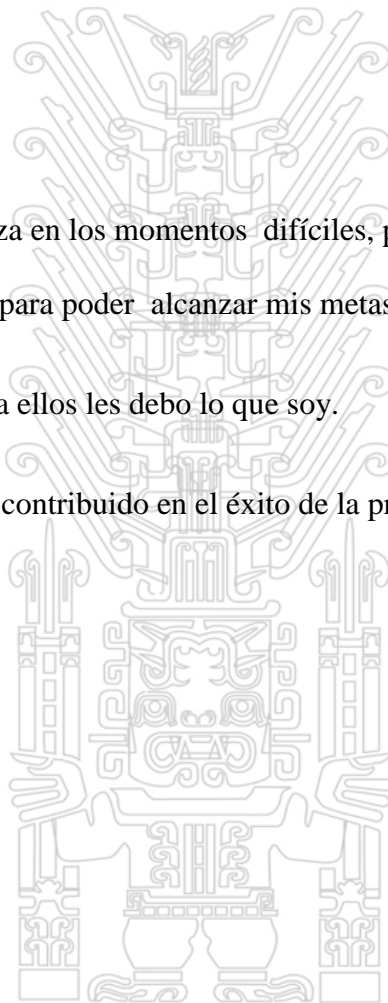 za en los momentos difíciles, p
para poder alcanzar mis metas
a ellos les debo lo que soy.
contribuido en el éxito de la pr